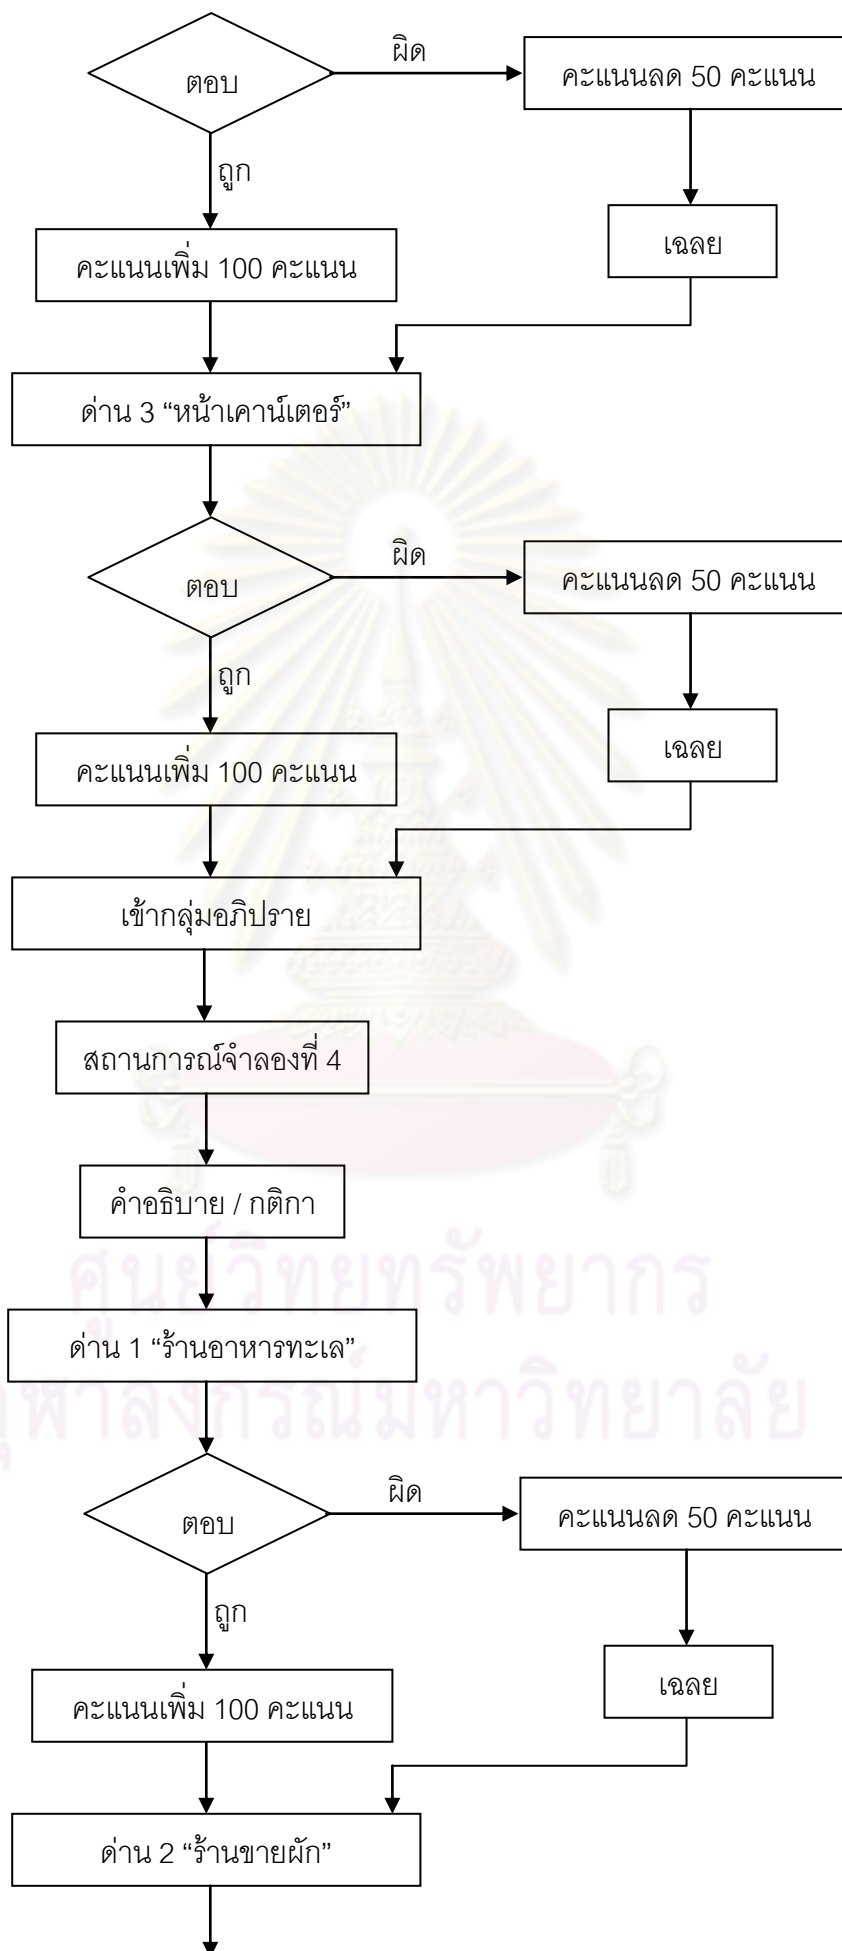 ตอบ
ผิด
คะแนนลด 50 คะแนน
ถูก
เฉลย
คะแนนเพิ่ม 100 คะแนน
ด่าน 3 “หน้าเคาน์เตอร์”
ตอบ
ผิด
คะแนนลด 50 คะแนน
ถูก
เฉลย
คะแนนเพิ่ม 100 คะแนน
เข้ากลุ่มอภิปราย
สถานการณ์จำลองที่ 4
คำอธิบาย / กติกา
ศูนย์วิทยทรัพยากร
ด่าน 1 “ร้านอาหารทะเล”
จุฬาลงกรณ์มหาวิทยาลัย
ตอบ
ผิด
คะแนนลด 50 คะแนน
ถูก
เฉลย
คะแนนเพิ่ม 100 คะแนน
ด่าน 2 “ร้านขายผัก”